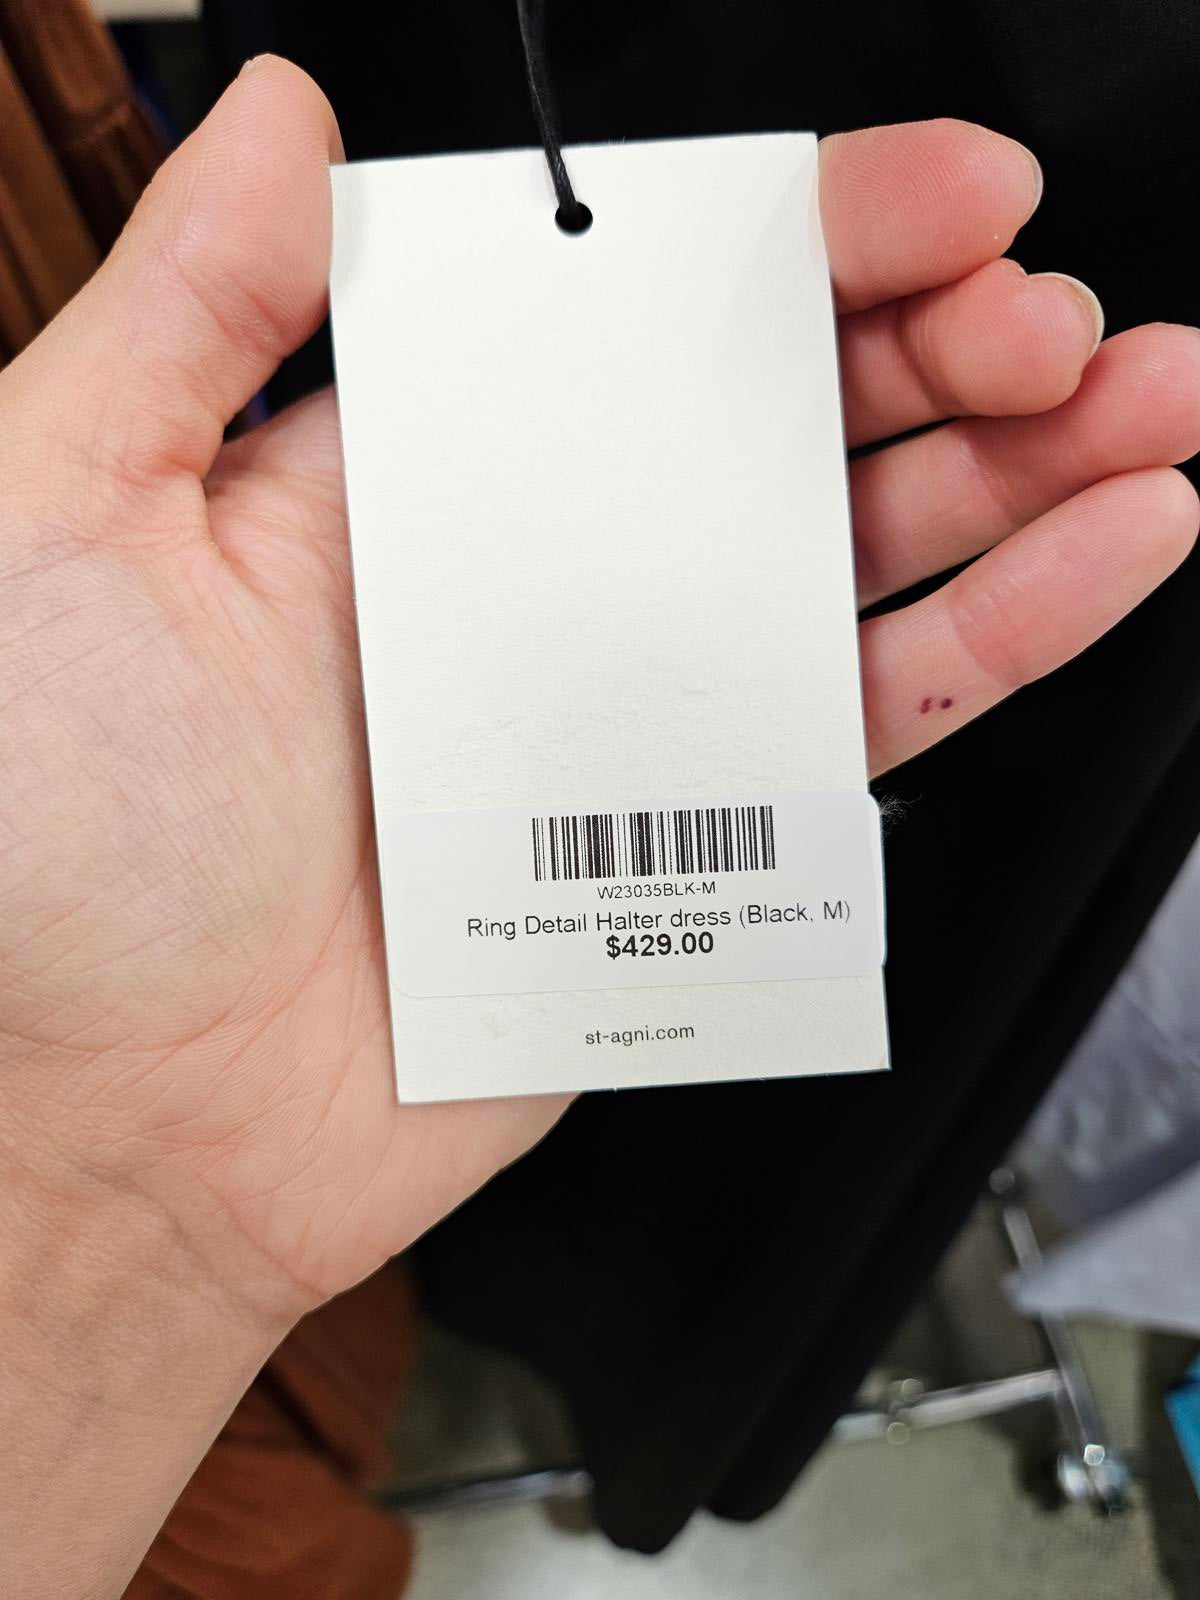 W23035BLK-M
Ring Detail Halter dress (Black, M)
$429.00
st-agni.com